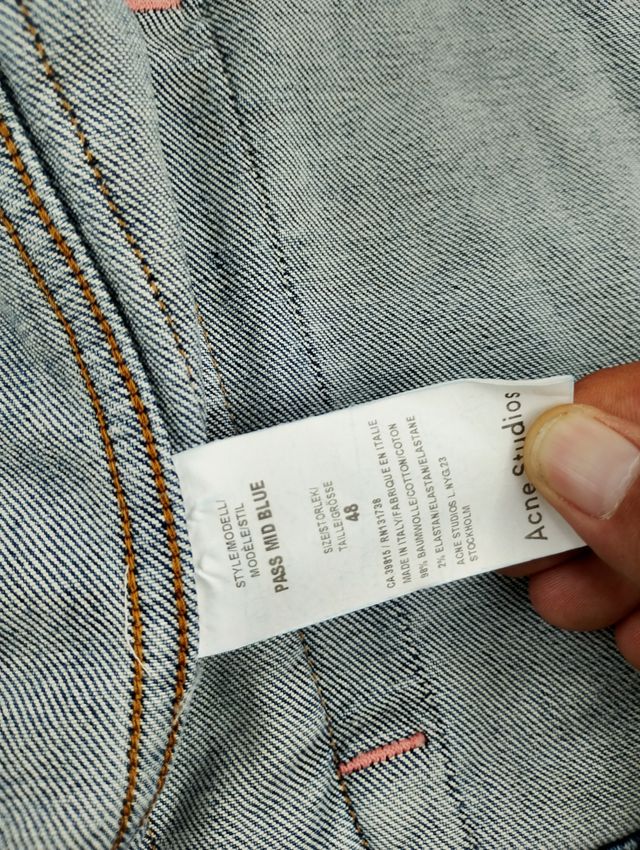 STYLE/MODELL/
MODÈLE/STIL
PASS MID BLUE
SIZE/STORLEK/
TAILLE/GRÖSSE
48
CA 39815 / RN131738
MADE IN ITALY/FABRIQUE EN ITALIE
98% BAUMWOLLE/COTTON/COTON
2% ELASTAN/ELASTAN/ELASTANE
ACNE STUDIOS L.NYG.23
STOCKHOLM
Acne Studios